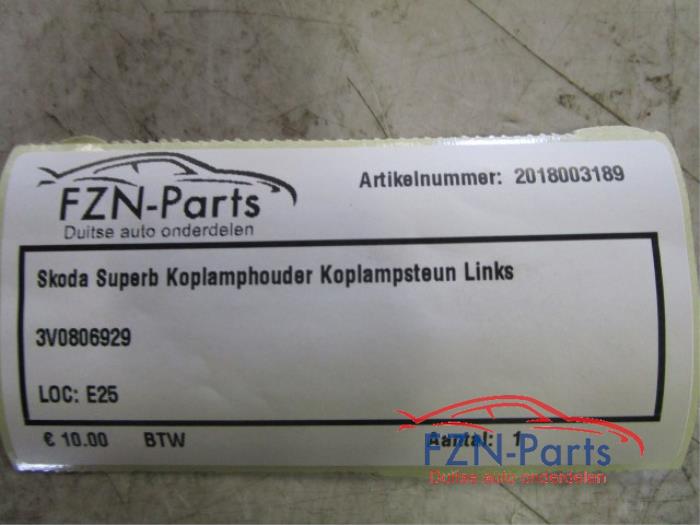 FZN-Parts
Duitse auto onderdelen
Artikelnummer: 2018003189
Skoda Superb Koplamphouder Koplampsteun Links
3V0806929
LOC: E25
€ 10.00 BTW Aantal: 1
FZN-Parts
Duitse auto onderdelen